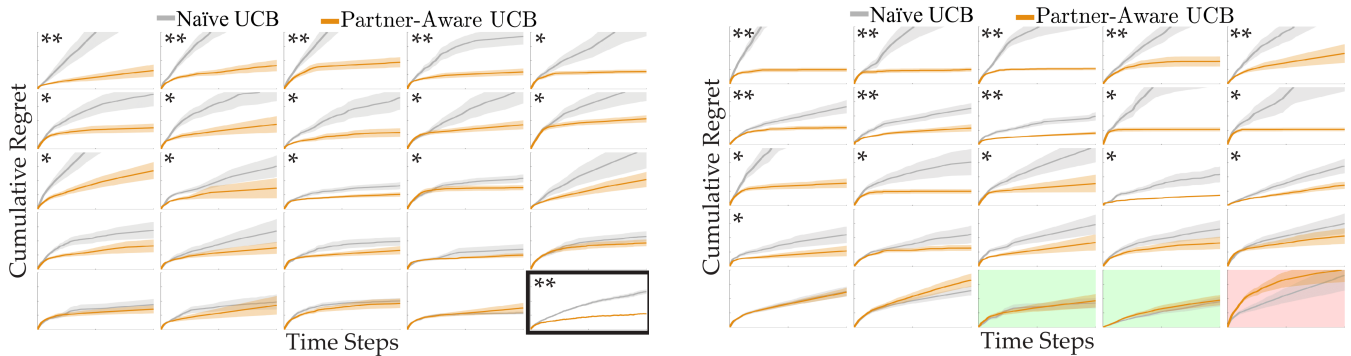 Naïve UCB Partner-Aware UCB
** ** ** ** *
* * * * *
* * * *
**
Cumulative Regret
Time Steps
Naïve UCB Partner-Aware UCB
** ** ** ** **
** ** ** * *
* * * * *
*
Cumulative Regret
Time Steps